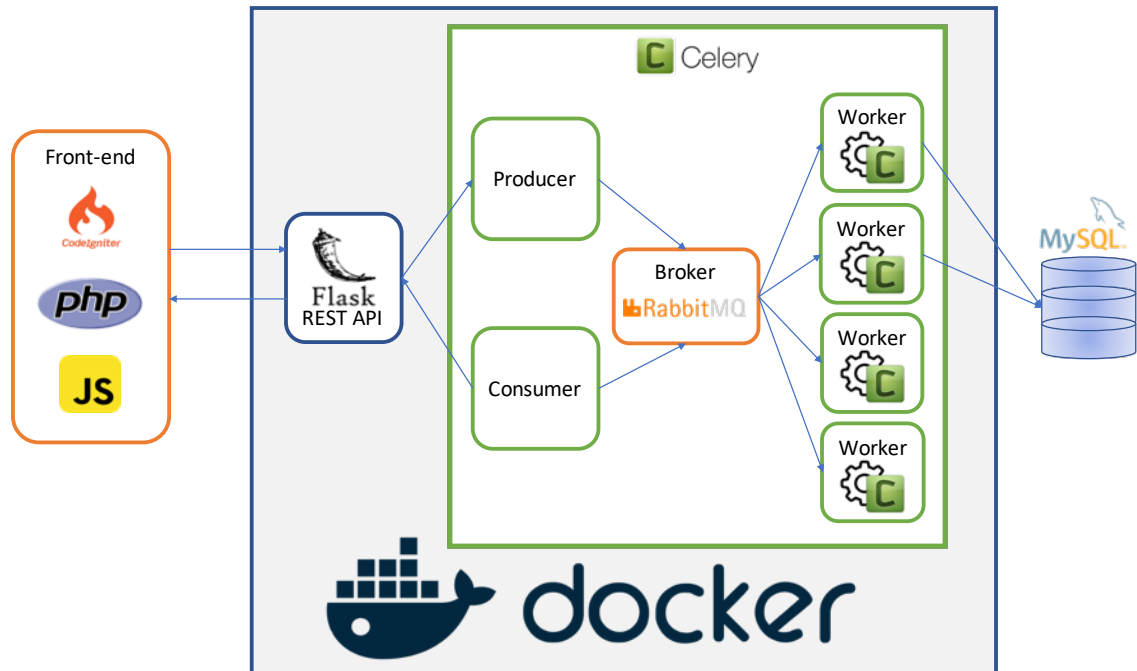 C Celery
Front-end
CodeIgniter
php
JS
Flask
REST API
Producer
Consumer
Broker
RabbitMQ
Worker
C
Worker
C
Worker
C
Worker
C
MySQL
docker